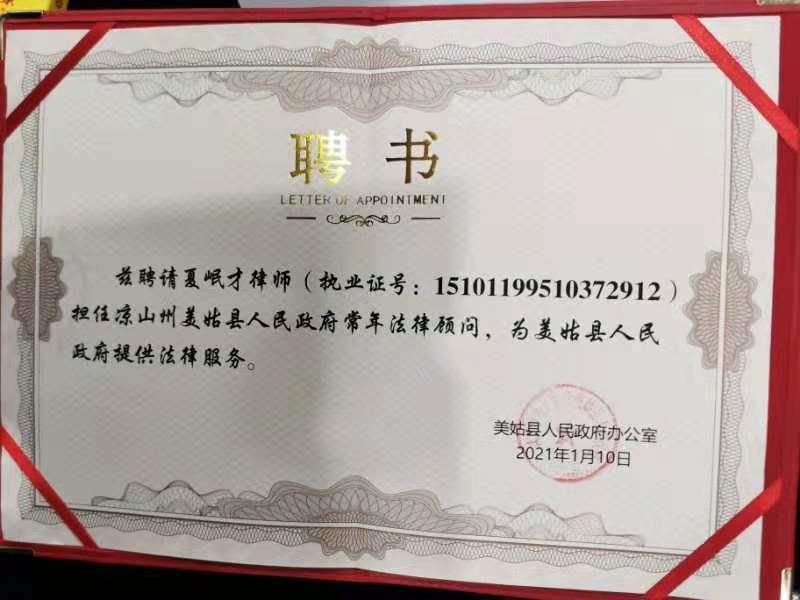 聘书
LETTER OF APPOINTMENT
兹聘请夏岷才律师（执业证号：15101199510372912）
担任凉山州美姑县人民政府常年法律顾问，为美姑县人民
政府提供法律服务。
美姑县人民政府办公室
2021年1月10日